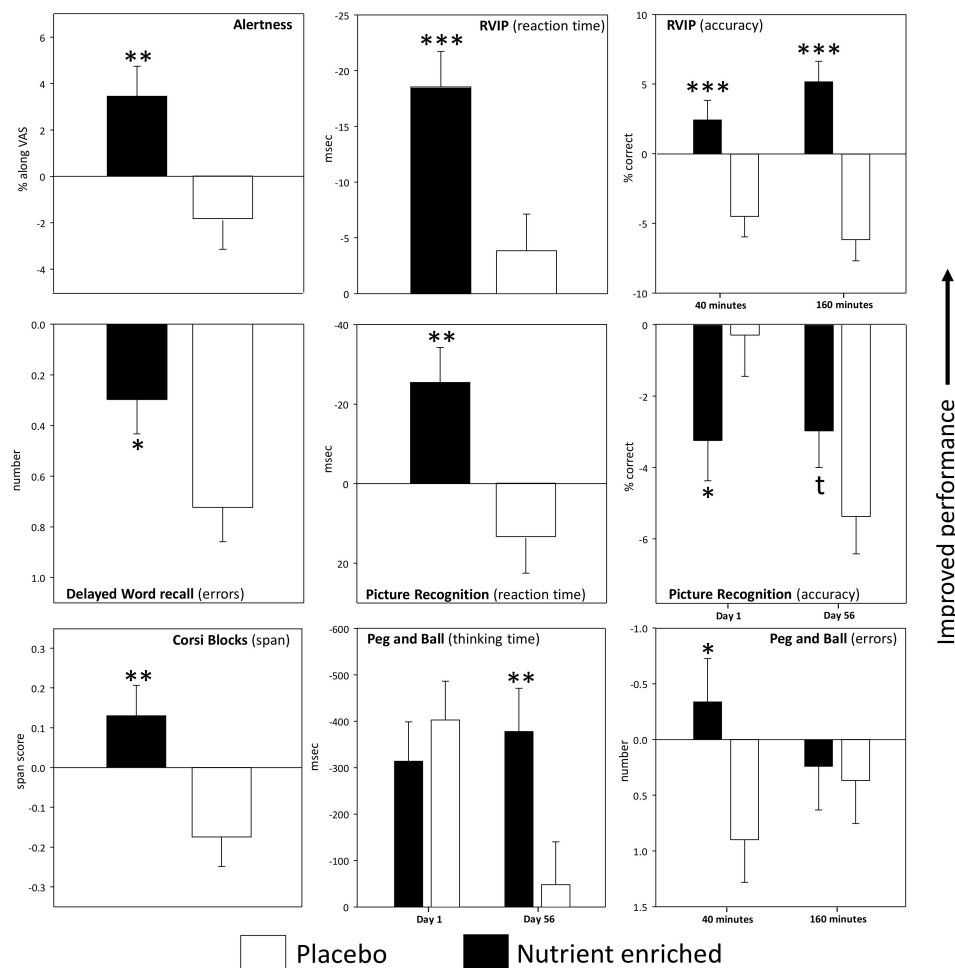 Alertness
**
% along VAS
6
4
2
0
-2
-4
RVIP (reaction time)
***
msec
-25
-20
-15
-10
-5
0
RVIP (accuracy)
***
***
% correct
10
5
0
-5
-10
40 minutes
160 minutes
number
0.0
0.2
0.4
0.6
0.8
1.0
*
Delayed Word recall (errors)
msec
-40
-20
0
20
**
Picture Recognition (reaction time)
% correct
0
-2
-4
-6
*
t
Picture Recognition (accuracy)
Day 1
Day 56
Improved performance
Corsi Blocks (span)
**
span score
0.3
0.2
0.1
0.0
-0.1
-0.2
-0.3
Peg and Ball (thinking time)
**
msec
-600
-500
-400
-300
-200
-100
0
Day 1
Day 56
Peg and Ball (errors)
*
number
-1.0
-0.5
0.0
0.5
1.0
1.5
40 minutes
160 minutes
Placebo
Nutrient enriched